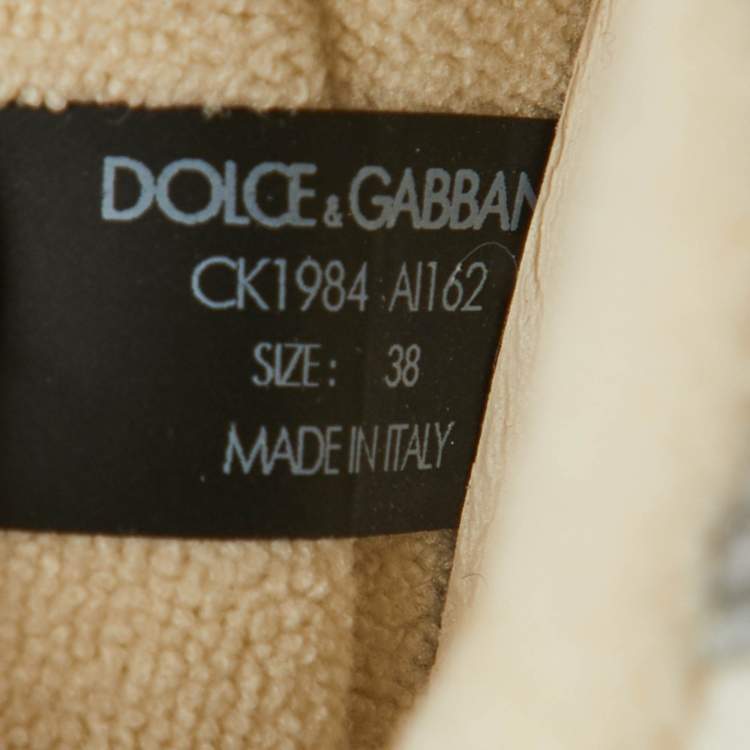 DOLCE & GABBAN
CK1984 AI162
SIZE: 38
MADE IN ITALY